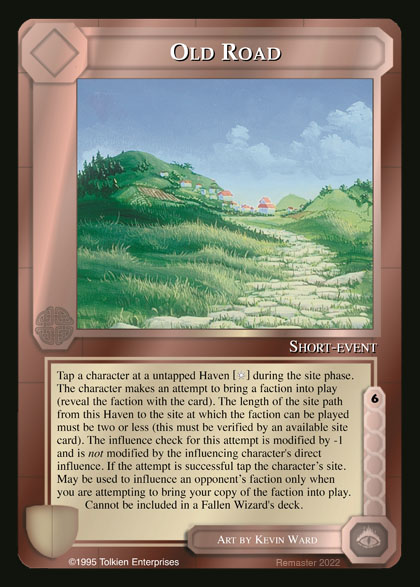 OLD ROAD
SHORT-EVENT
Tap a character at a untapped Haven [☆] during the site phase.
The character makes an attempt to bring a faction into play
(reveal the faction with the card). The length of the site path
from this Haven to the site at which the faction can be played
must be two or less (this must be verified by an available site
card). The influence check for this attempt is modified by -1
and is not modified by the influencing character's direct
influence. If the attempt is successful tap the character's site.
May be used to influence an opponent's faction only when
you are attempting to bring your copy of the faction into play.
Cannot be included in a Fallen Wizard's deck.
6
ART BY KEVIN WARD
©1995 Tolkien Enterprises
Remaster 2022